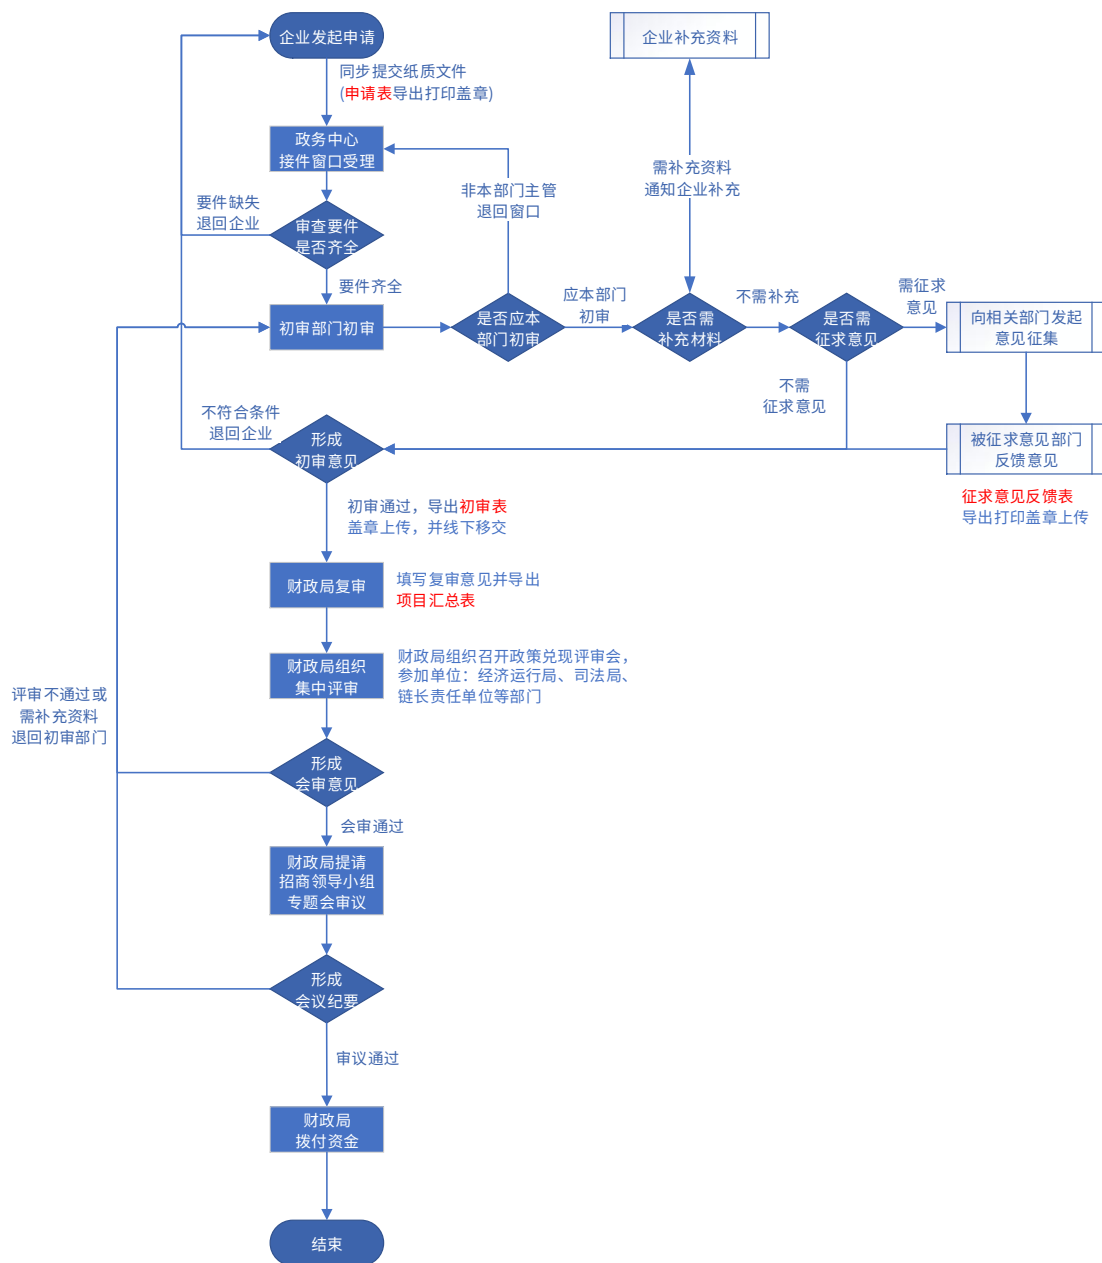 企业发起申请
企业补充资料
同步提交纸质文件
(申请表导出打印盖章)
政务中心
接件窗口受理
需补充资料
通知企业补充
非本部门主管
退回窗口
要件缺失
退回企业
审查要件
是否齐全
要件齐全
初审部门初审
是否应本
部门初审
应本部门
初审
是否需
补充材料
不需补充
是否需
征求意见
需征求
意见
向相关部门发起
意见征集
不需
征求意见
不符合条件
退回企业
形成
初审意见
被征求意见部门
反馈意见
征求意见反馈表
导出打印盖章上传
初审通过，导出初审表
盖章上传，并线下移交
财政局复审
填写复审意见并导出
项目汇总表
财政局组织
集中评审
财政局组织召开政策兑现评审会，
参加单位：经济运行局、司法局、
链长责任单位等部门
评审不通过或
需补充资料
退回初审部门
形成
会审意见
会审通过
财政局提请
招商领导小组
专题会审议
形成
会议纪要
审议通过
财政局
拨付资金
结束